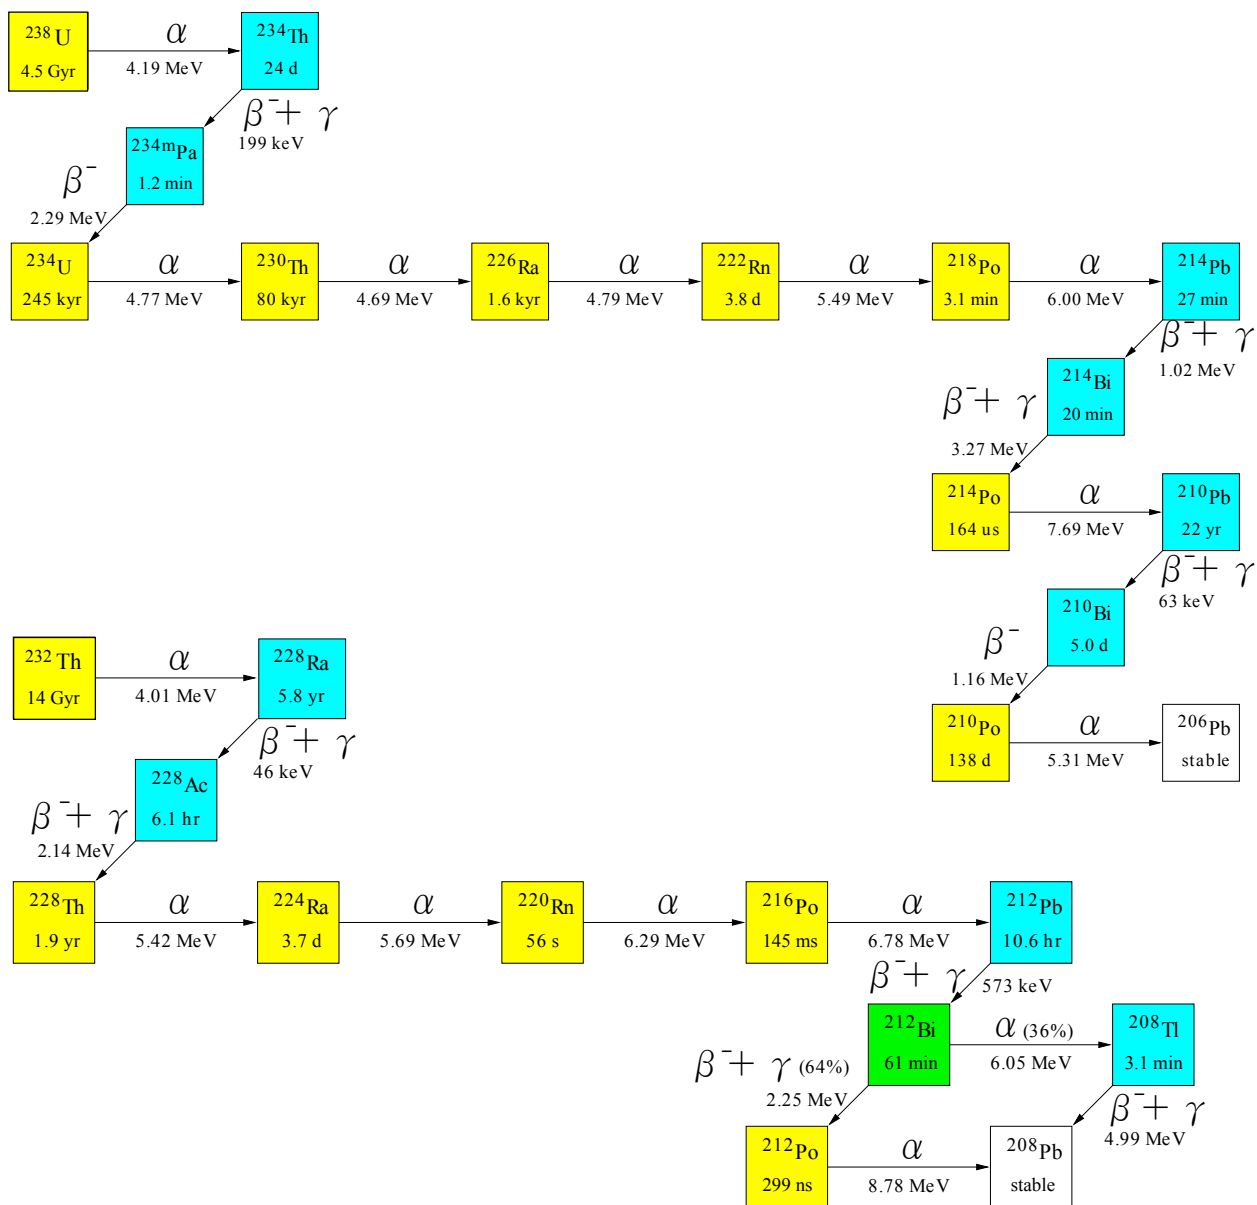 ²³⁸U α ²³⁴Th
4.5 Gyr 4.19 MeV 24 d
β⁻+ γ
²³⁴ᵐPa 199 keV
β⁻ 1.2 min
2.29 MeV
²³⁴U α ²³⁰Th α ²²⁶Ra α ²²²Rn α ²¹⁸Po α ²¹⁴Pb
245 kyr 4.77 MeV 80 kyr 4.69 MeV 1.6 kyr 4.79 MeV 3.8 d 5.49 MeV 3.1 min 6.00 MeV 27 min
β⁻+ γ
²¹⁴Bi 1.02 MeV
β⁻+ γ 20 min
3.27 MeV
²¹⁴Po α ²¹⁰Pb
164 us 7.69 MeV 22 yr
β⁻+ γ
²¹⁰Bi 63 keV
β⁻ 5.0 d
1.16 MeV
²¹⁰Po α ²⁰⁶Pb
138 d 5.31 MeV stable
²³²Th α ²²⁸Ra
14 Gyr 4.01 MeV 5.8 yr
β⁻+ γ
²²⁸Ac 46 keV
β⁻+ γ 6.1 hr
2.14 MeV
²²⁸Th α ²²⁴Ra α ²²⁰Rn α ²¹⁶Po α ²¹²Pb
1.9 yr 5.42 MeV 3.7 d 5.69 MeV 56 s 6.29 MeV 145 ms 6.78 MeV 10.6 hr
β⁻+ γ 573 keV
²¹²Bi α (36%) ²⁰⁸Tl
β⁻+ γ (64%) 61 min 6.05 MeV 3.1 min
2.25 MeV β⁻+ γ
4.99 MeV
²¹²Po α ²⁰⁸Pb
299 ns 8.78 MeV stable